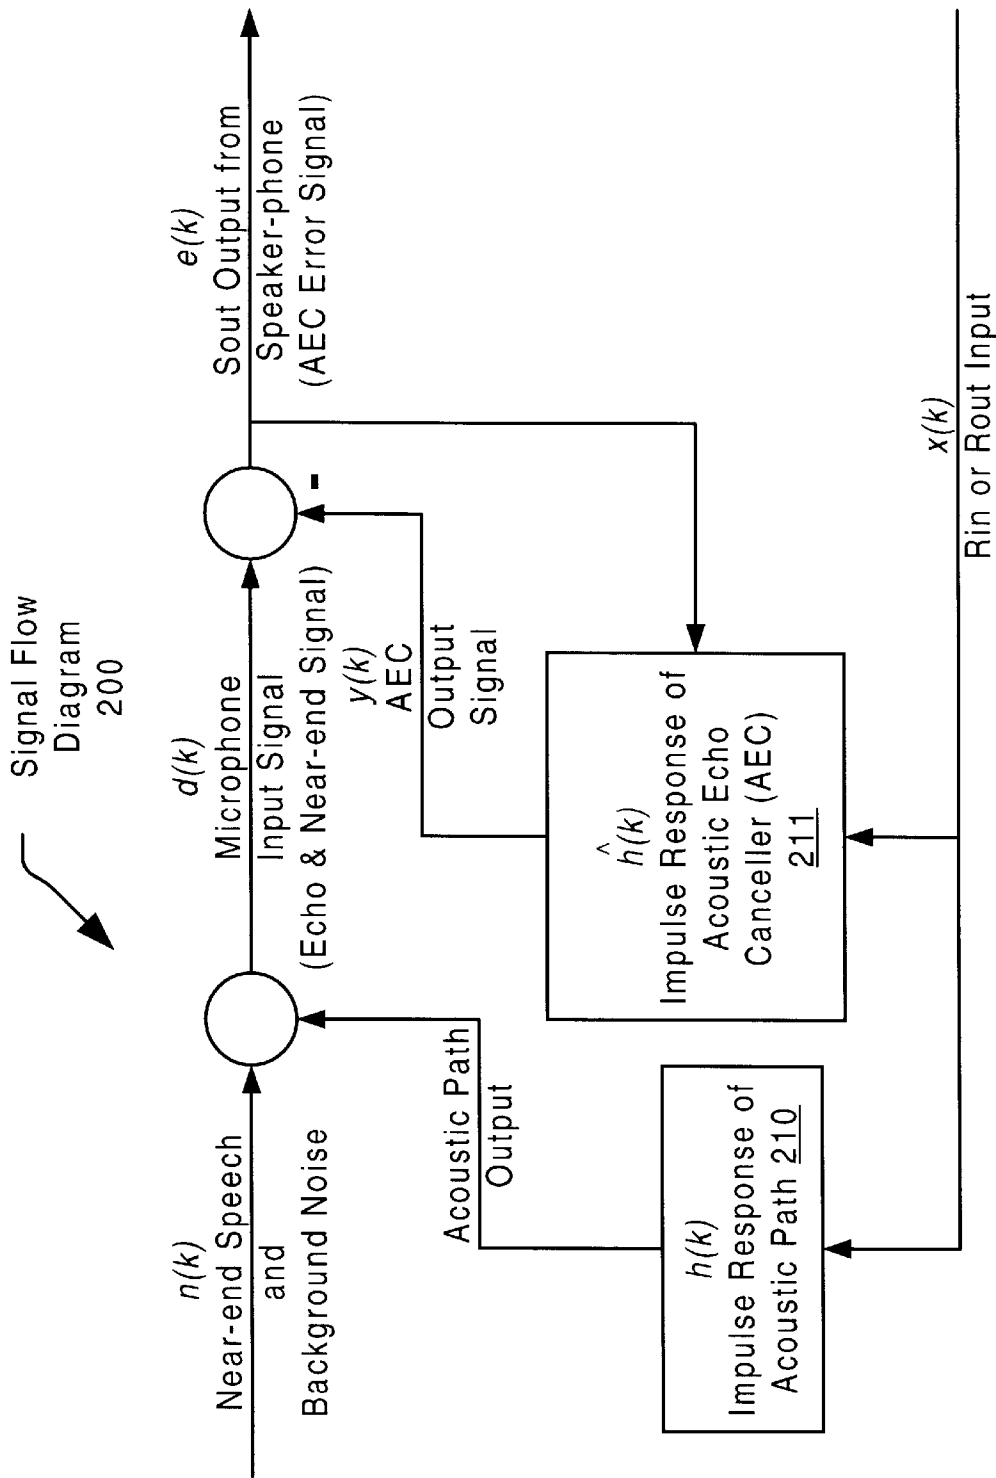 Signal Flow
Diagram
200
n(k)
Near-end Speech
and
Background Noise
d(k)
Microphone
Input Signal
(Echo & Near-end Signal)
e(k)
Sout Output from
Speaker-phone
(AEC Error Signal)
Acoustic Path
Output
y(k)
AEC
Output
Signal
-
h(k)
Impulse Response of
Acoustic Path 210
ĥ(k)
Impulse Response of
Acoustic Echo
Canceller (AEC)
211
x(k)
Rin or Rout Input